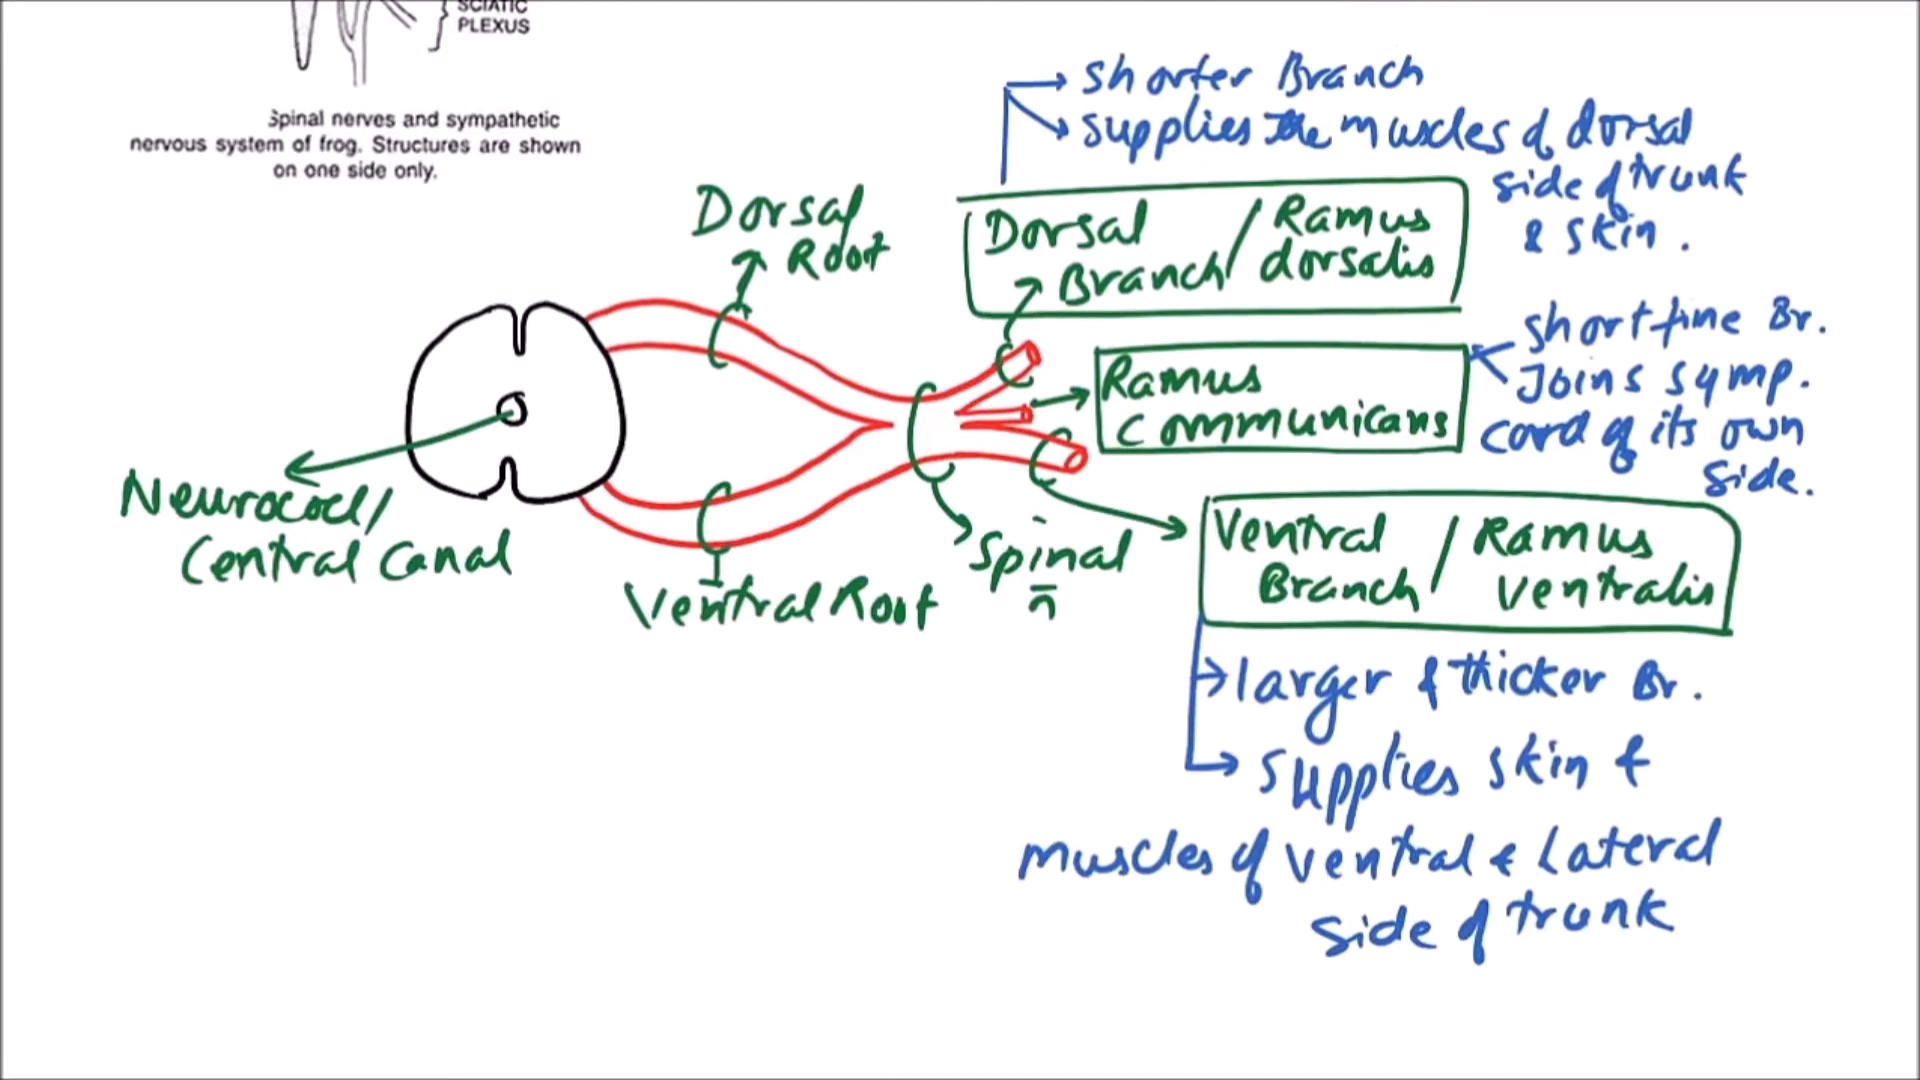 SCIATIC
PLEXUS
Spinal nerves and sympathetic
nervous system of frog. Structures are shown
on one side only.
Dorsal
Root
Neurocoel/
Central Canal
Ventral Root
Spinal
n̄
→ shorter Branch
→ supplies the muscles of dorsal
side of trunk
& skin.
Dorsal
Branch / Ramus
dorsalis
Ramus
Communicans
short fine Br.
Joins symp.
cord of its own
side.
Ventral
Branch / Ramus
ventralis
→ larger & thicker Br.
→ supplies skin &
muscles of ventral & Lateral
side of trunk